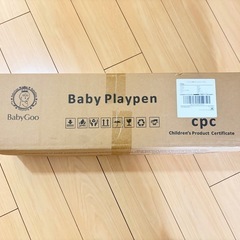 BabyGoo
Baby Playpen
cpc
Children's Product Certificate